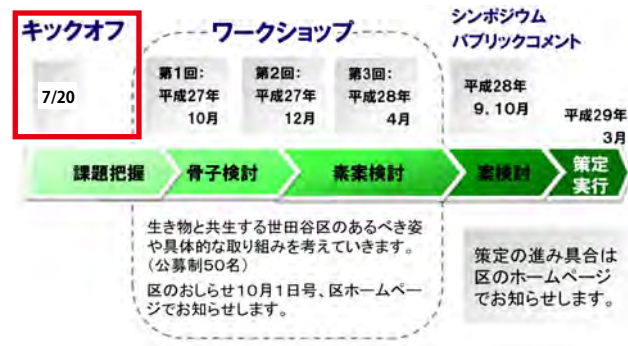 キックオフ
ワークショップ
シンポジウム
パブリックコメント
7/20
第1回:
平成27年
10月
第2回:
平成27年
12月
第3回:
平成28年
4月
平成28年
9.10月
平成29年
3月
課題把握
骨子検討
素案検討
案検討
策定
実行
生き物と共生する世田谷区のあるべき姿
や具体的な取り組みを考えていきます。
(公募制50名)
区のおしらせ10月1日号、区ホームペー
ジでお知らせします。
策定の進み具合は
区のホームページ
でお知らせします。